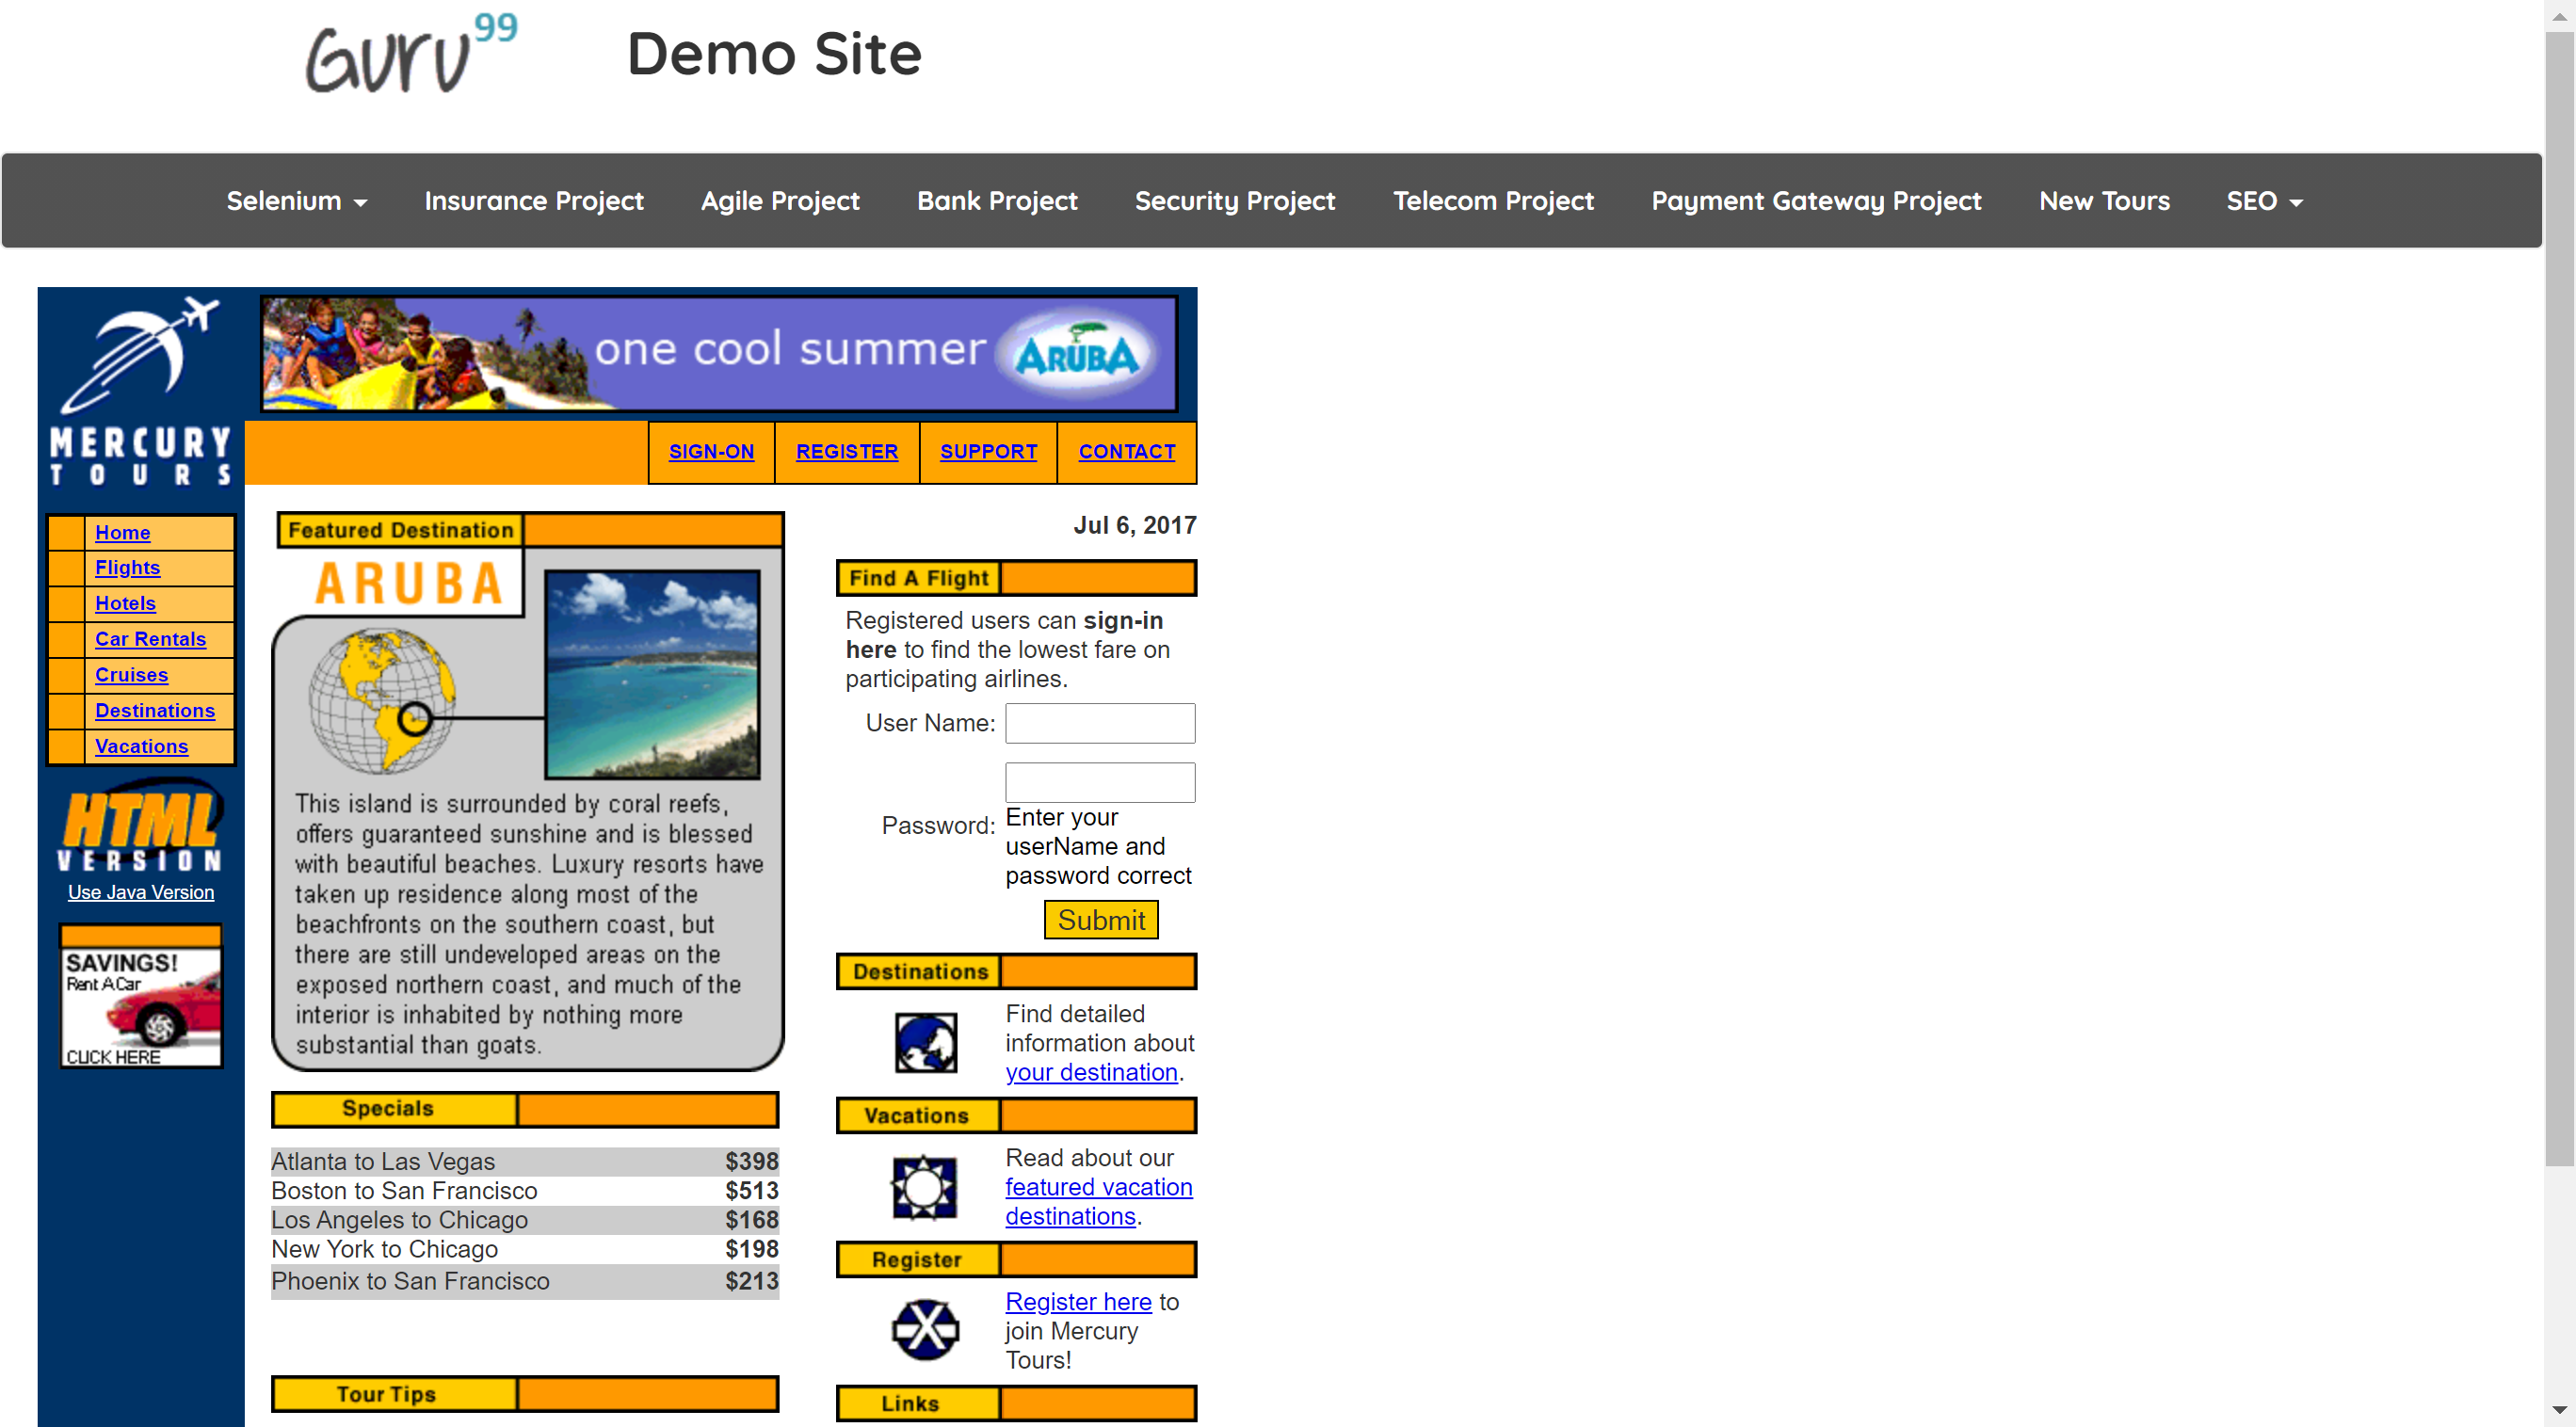 Guru99
Demo Site
Selenium
Insurance Project
Agile Project
Bank Project
Security Project
Telecom Project
Payment Gateway Project
New Tours
SEO
MERCURY
TOURS
one cool summer
ARUBA
SIGN-ON
REGISTER
SUPPORT
CONTACT
Home
Flights
Hotels
Car Rentals
Cruises
Destinations
Vacations
HTML
VERSION
Use Java Version
SAVINGS!
Rent A Car
CLICK HERE
Featured Destination
ARUBA
This island is surrounded by coral reefs,
offers guaranteed sunshine and is blessed
with beautiful beaches. Luxury resorts have
taken up residence along most of the
beachfronts on the southern coast, but
there are still undeveloped areas on the
exposed northern coast, and much of the
interior is inhabited by nothing more
substantial than goats.
Specials
Atlanta to Las Vegas $398
Boston to San Francisco $513
Los Angeles to Chicago $168
New York to Chicago $198
Phoenix to San Francisco $213
Tour Tips
Jul 6, 2017
Find A Flight
Registered users can sign-in
here to find the lowest fare on
participating airlines.
User Name:
Password:
Enter your
userName and
password correct
Submit
Destinations
Find detailed
information about
your destination.
Vacations
Read about our
featured vacation
destinations.
Register
Register here to
join Mercury
Tours!
Links